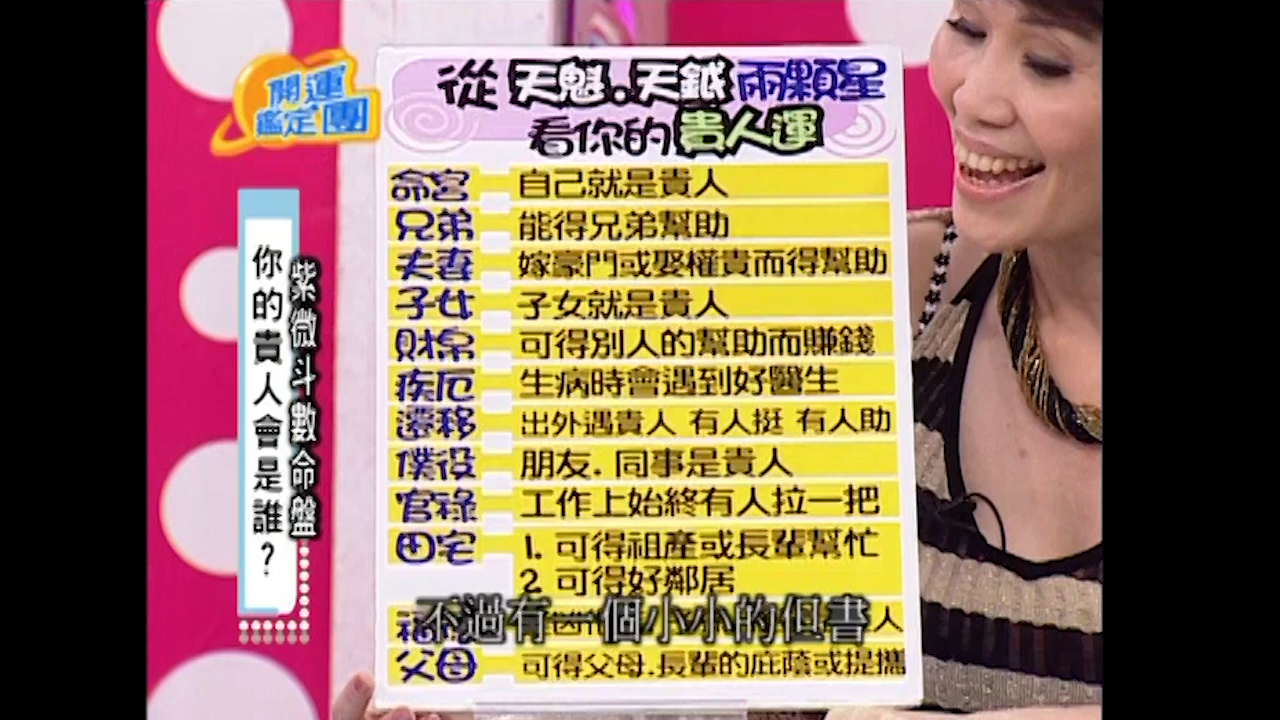 開運
鑑定團
紫微斗數命盤
你的貴人會是誰?
從天魁.天鉞兩顆星
看你的貴人運
命宮 自己就是貴人
兄弟 能得兄弟幫助
夫妻 嫁豪門或娶權貴而得幫助
子女 子女就是貴人
財帛 可得別人的幫助而賺錢
疾厄 生病時會遇到好醫生
遷移 出外遇貴人 有人挺 有人助
僕役 朋友.同事是貴人
官祿 工作上始終有人拉一把
田宅 1. 可得祖產或長輩幫忙
2. 可得好鄰居
福 人
父母 可得父母.長輩的庇蔭或提攜
不過有一個小小的但書